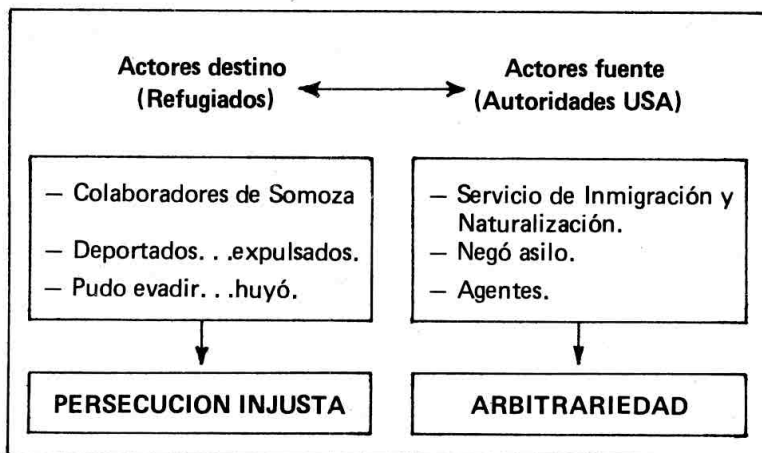 Actores destino
(Refugiados)
Actores fuente
(Autoridades USA)
— Colaboradores de Somoza
— Deportados. . .expulsados.
— Pudo evadir. . .huyó.
— Servicio de Inmigración y
Naturalización.
— Negó asilo.
— Agentes.
PERSECUCION INJUSTA
ARBITRARIEDAD